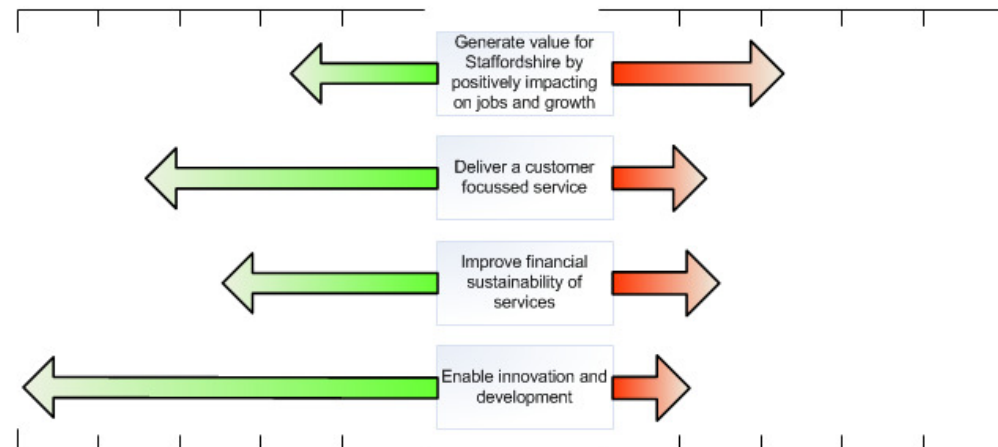 Generate value for
Staffordshire by
positively impacting
on jobs and growth
Deliver a customer
focussed service
Improve financial
sustainability of
services
Enable innovation and
development